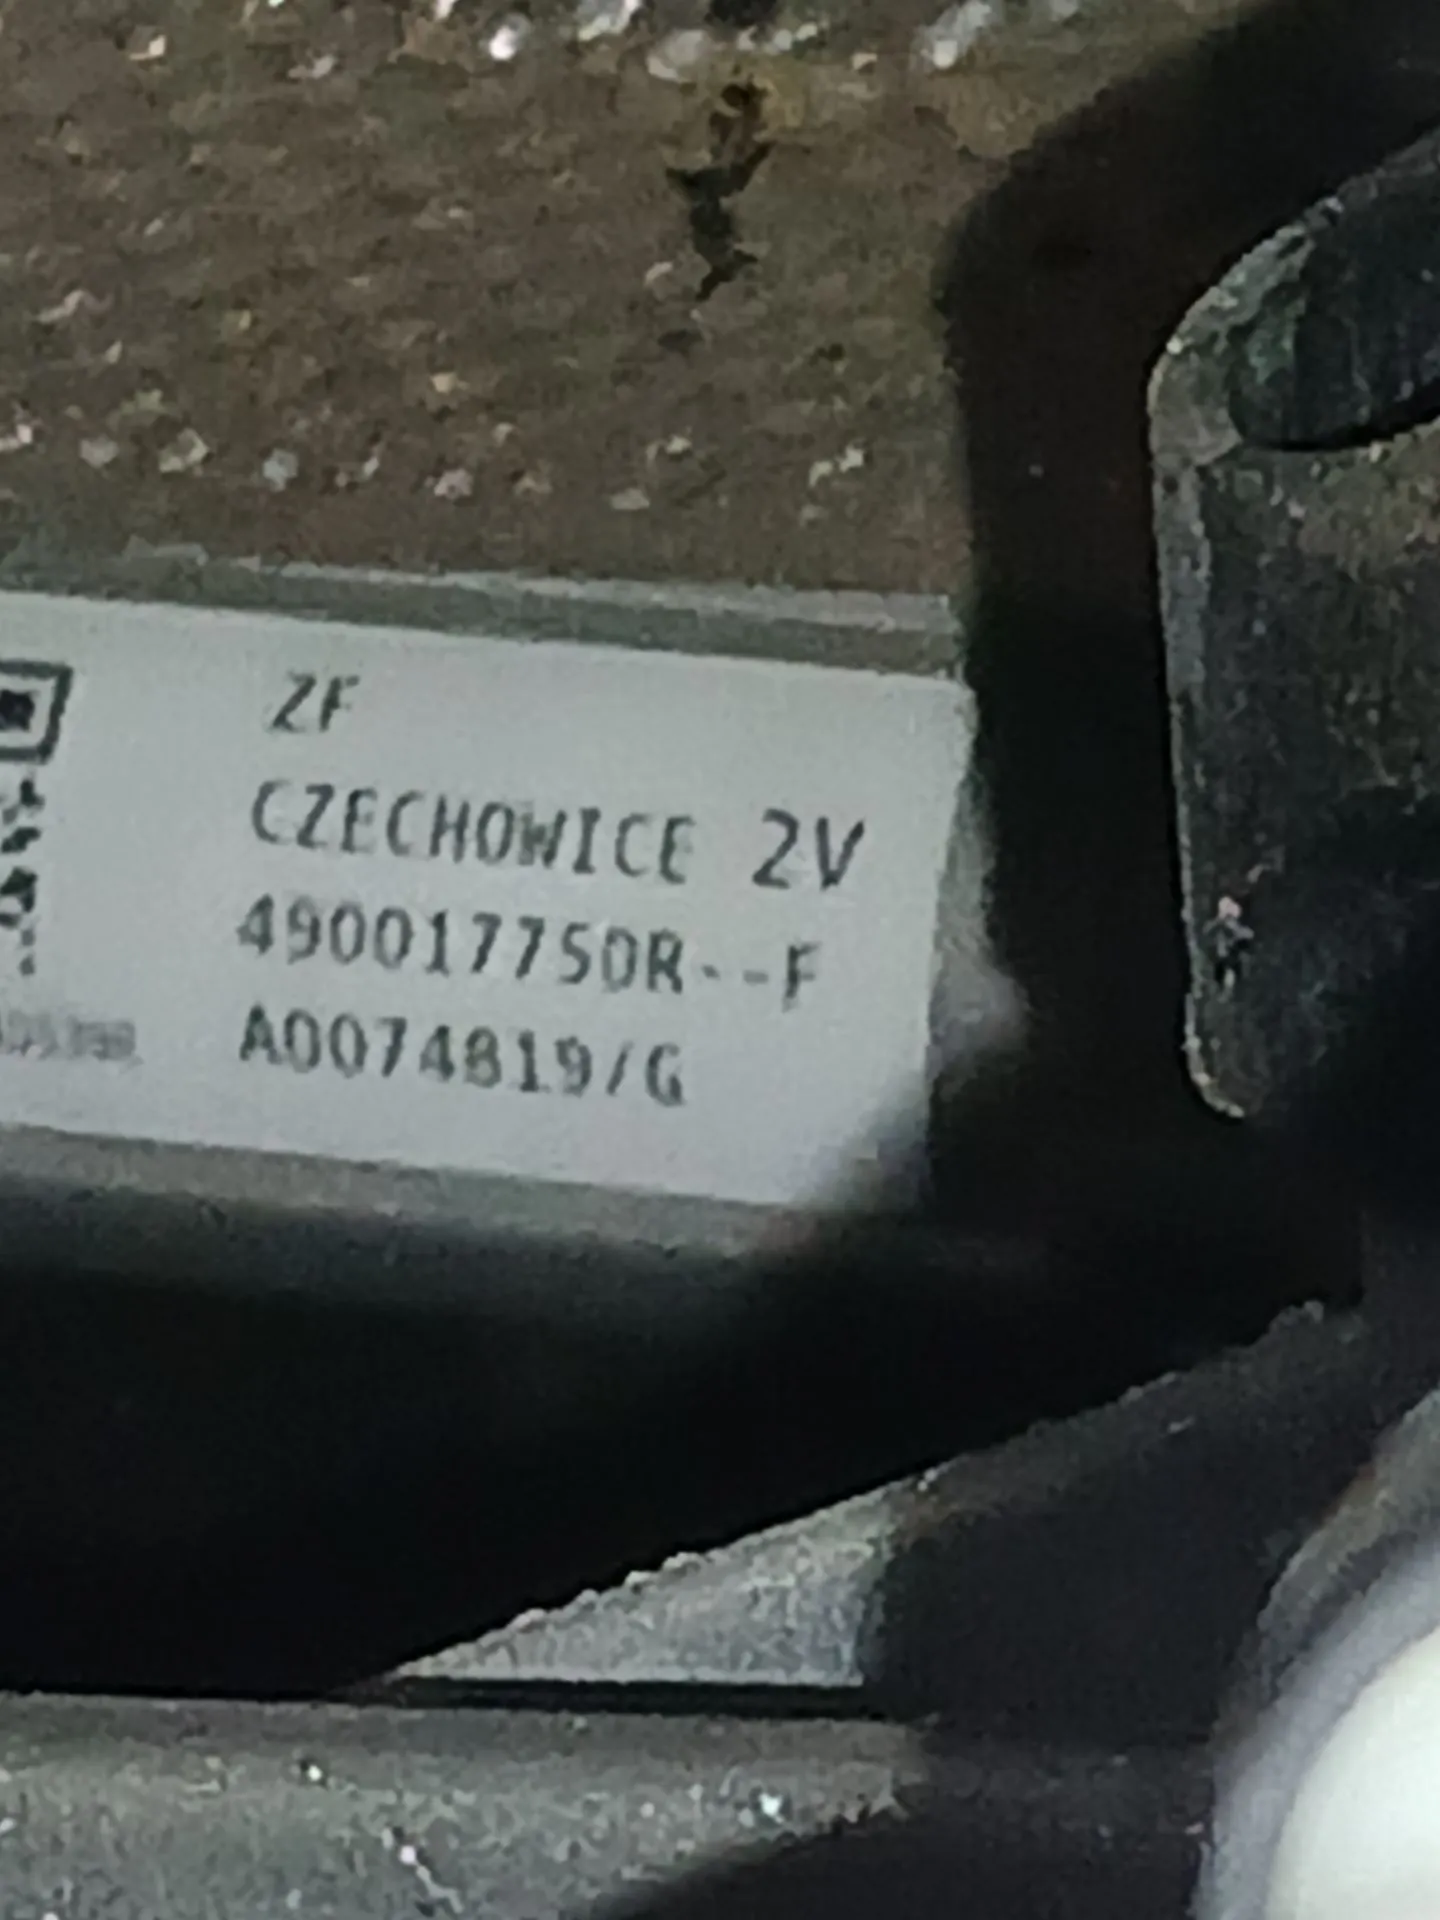 ZF
CZECHOWICE 2V
490017750R--F
A0074819/G